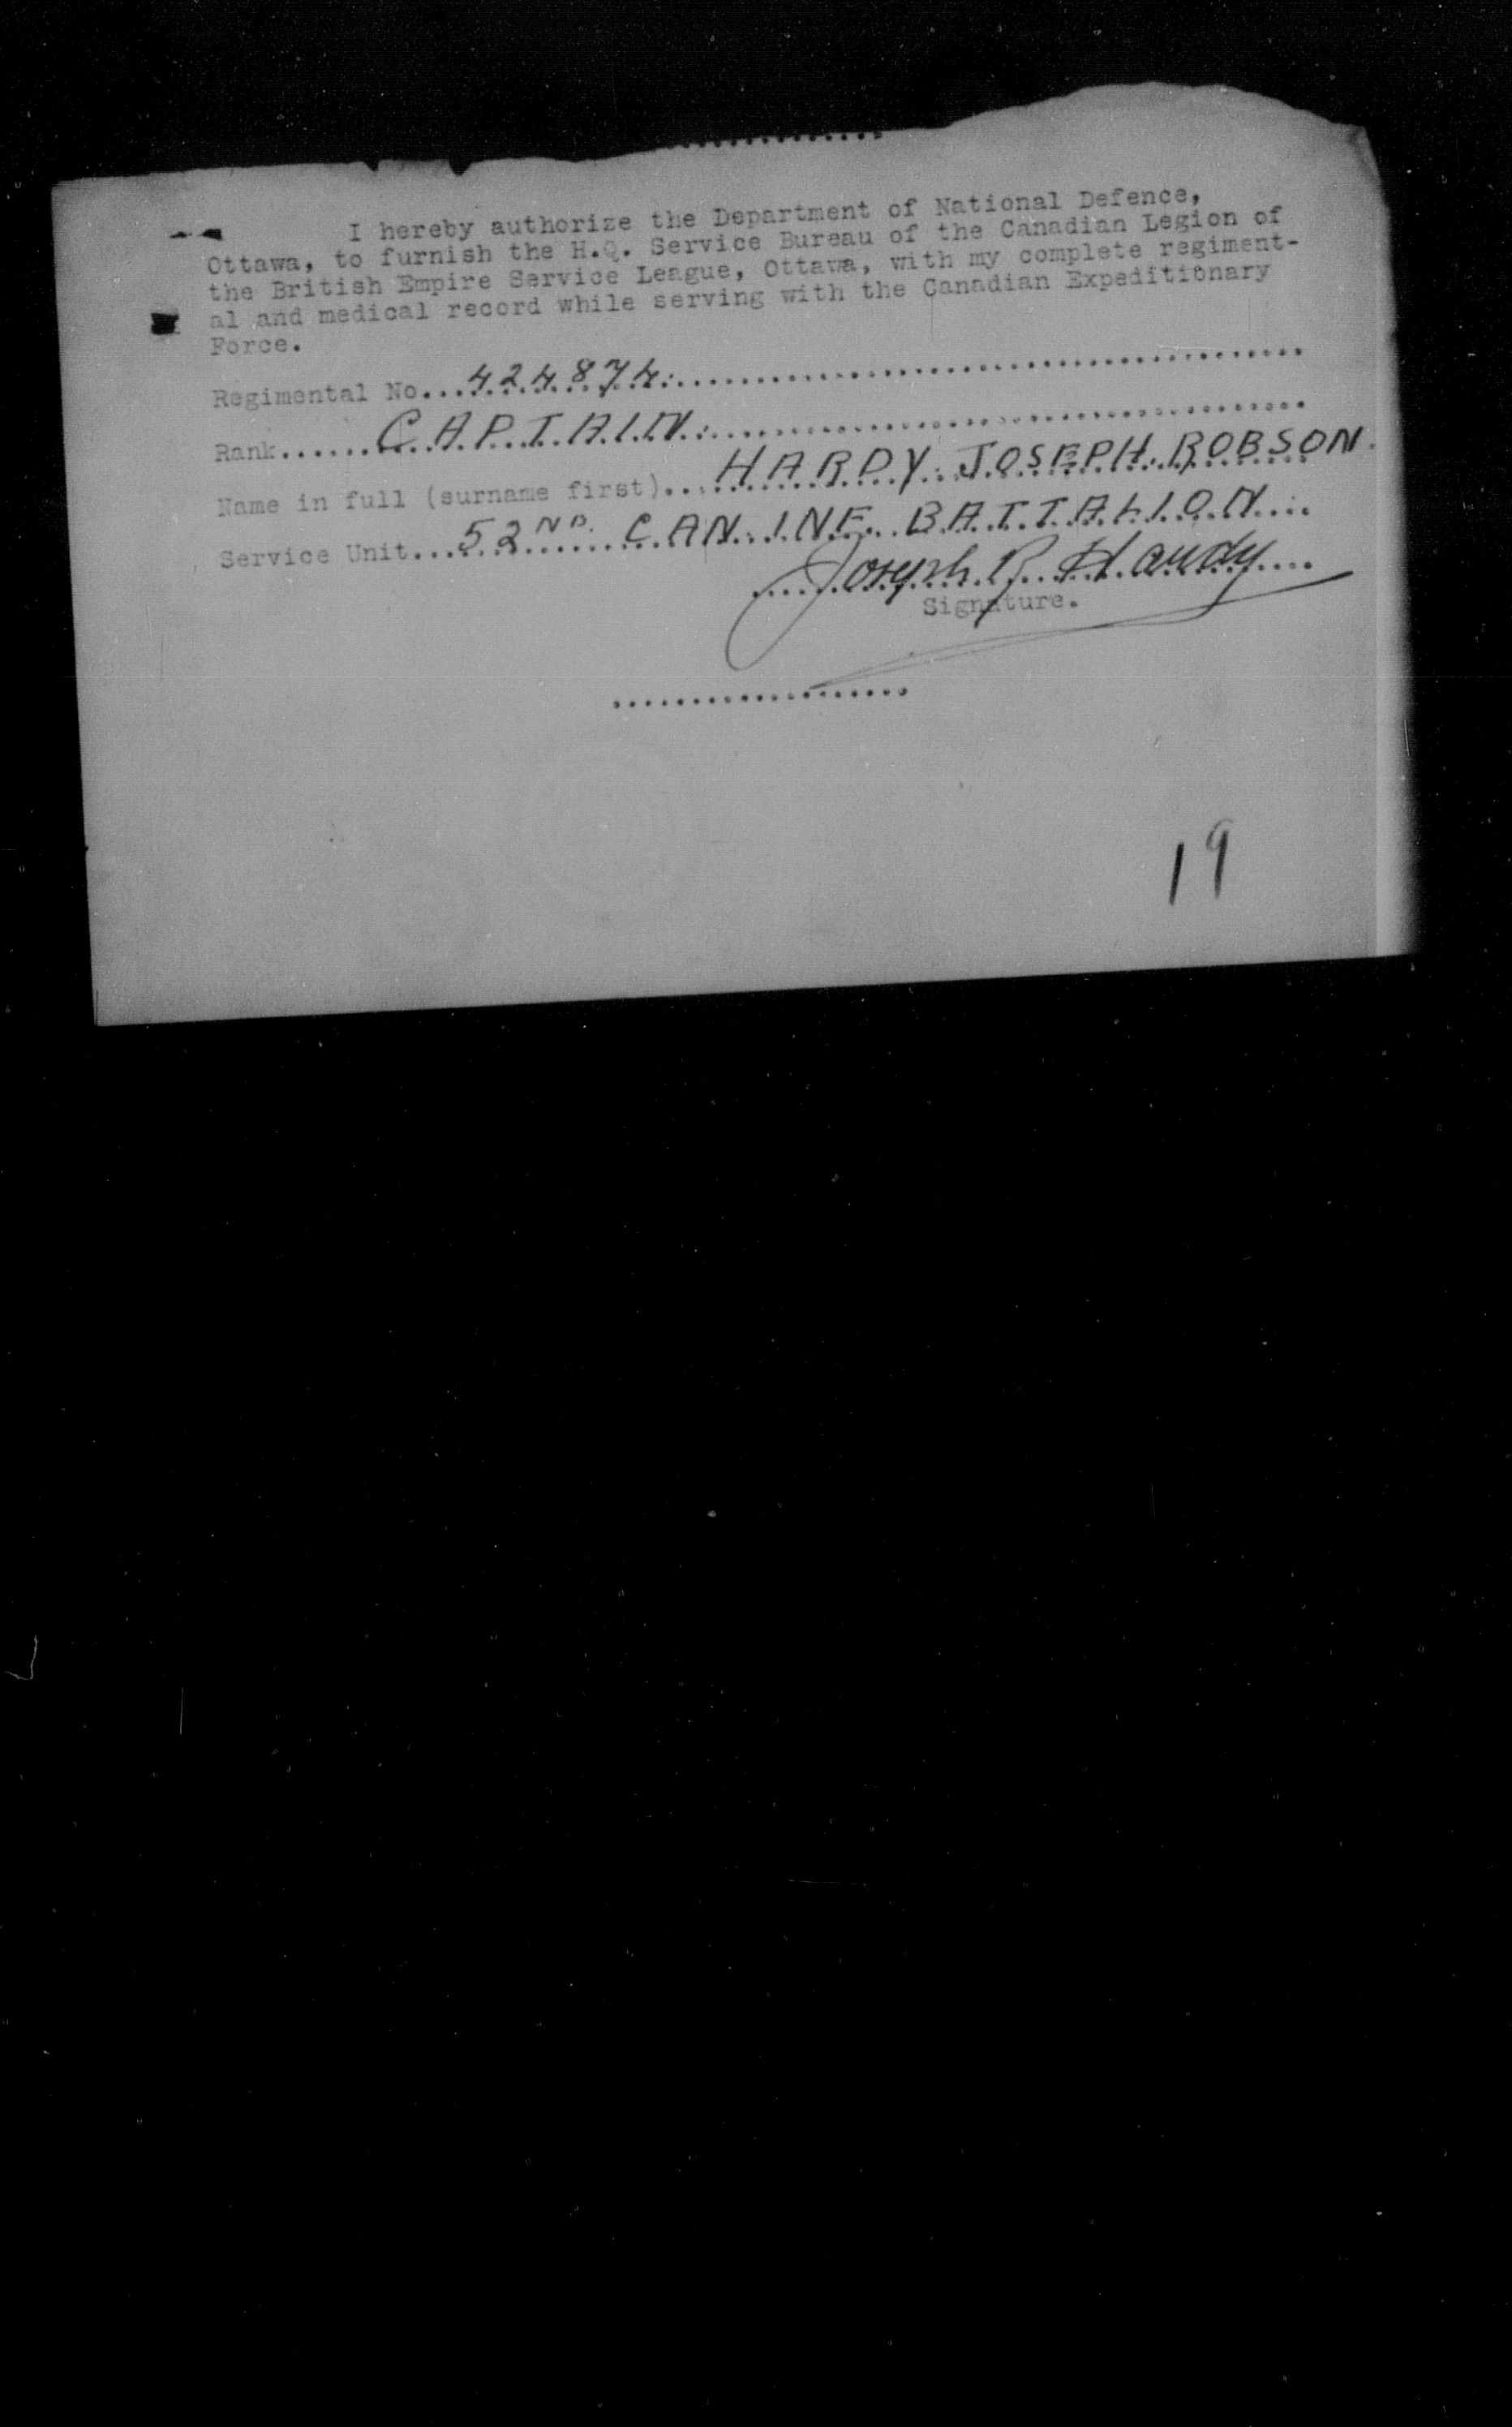 I hereby authorize the Department of National Defence,
Ottawa, to furnish the H.Q. Service Bureau of the Canadian Legion of
the British Empire Service League, Ottawa, with my complete regiment-
al and medical record while serving with the Canadian Expeditionary
Force.
Regimental No. 424874.
Rank CAPTAIN.
Name in full (surname first) HARDY JOSEPH ROBSON.
Service Unit 52ND. CAN. INF. BATTALION.
Joseph R. Hardy
Signature.
19